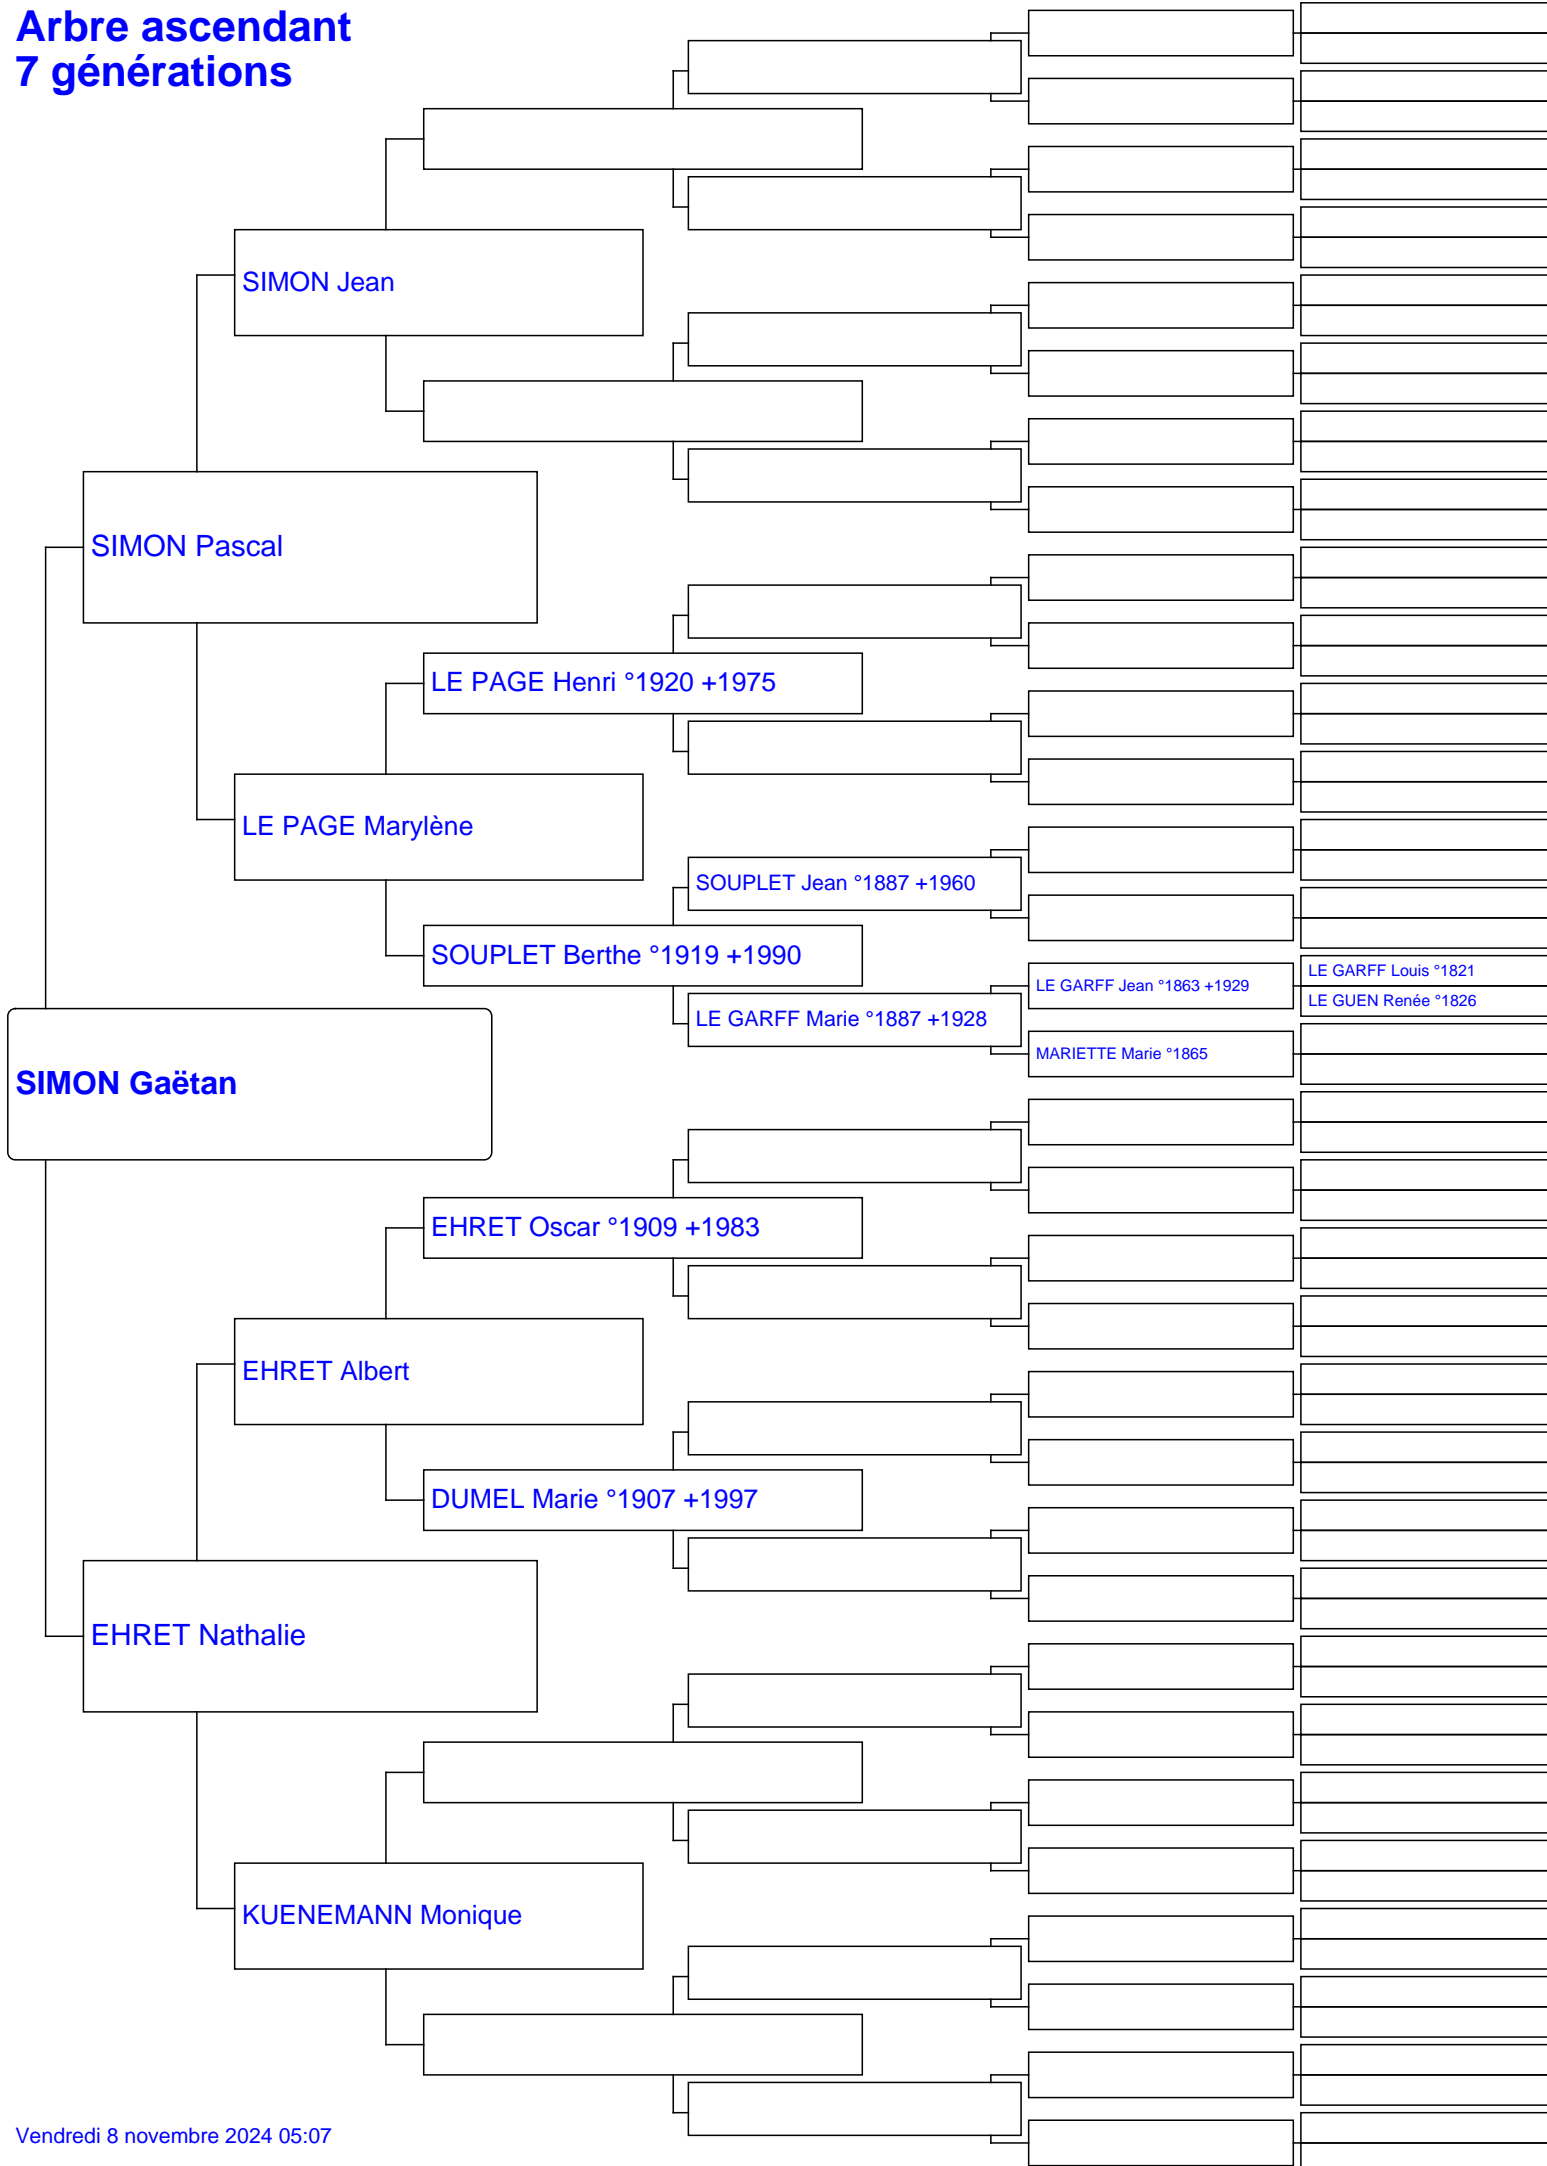 Arbre ascendant
7 générations
SIMON Jean
SIMON Pascal
LE PAGE Henri °1920 +1975
LE PAGE Marylène
SOUPLET Jean °1887 +1960
SOUPLET Berthe °1919 +1990
LE GARFF Louis °1821
LE GARFF Jean °1863 +1929
LE GUEN Renée °1826
LE GARFF Marie °1887 +1928
MARIETTE Marie °1865
SIMON Gaëtan
EHRET Oscar °1909 +1983
EHRET Albert
DUMEL Marie °1907 +1997
EHRET Nathalie
KUENEMANN Monique
Vendredi 8 novembre 2024 05:07